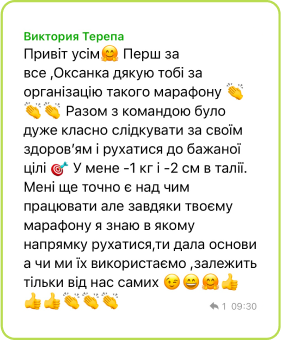 Виктория Терепа
Привіт усім🤗 Перш за
все ,Оксанка дякую тобі за
організацію такого марафону 👏
👏👏 Разом з командою було
дуже класно слідкувати за своїм
здоров’ям і рухатися до бажаної
цілі 🎯 У мене -1 кг і -2 см в талії.
Мені ще точно є над чим
працювати але завдяки твоєму
марафону я знаю в якому
напрямку рухатися,ти дала основи
а чи ми їх використаємо ,залежить
тільки від нас самих 😉😄🤗👍
👍👍👏👏👏
1 09:30